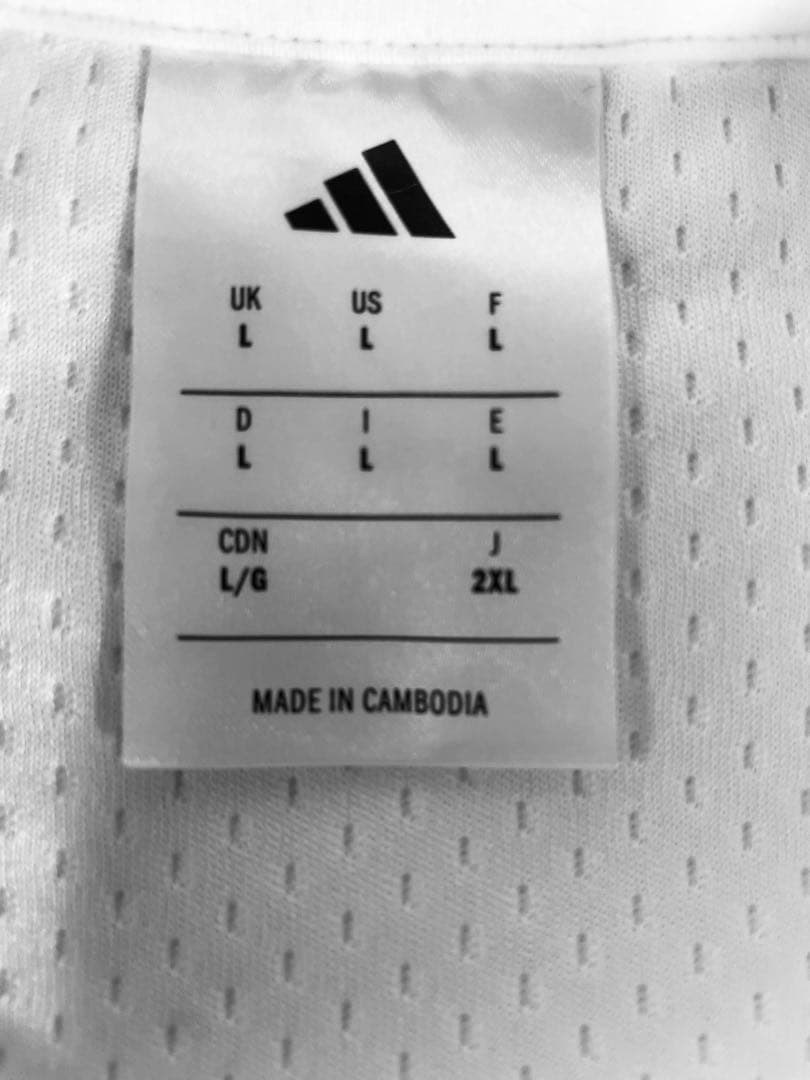 UK US F
L L L
D I E
L L L
CDN J
L/G 2XL
MADE IN CAMBODIA